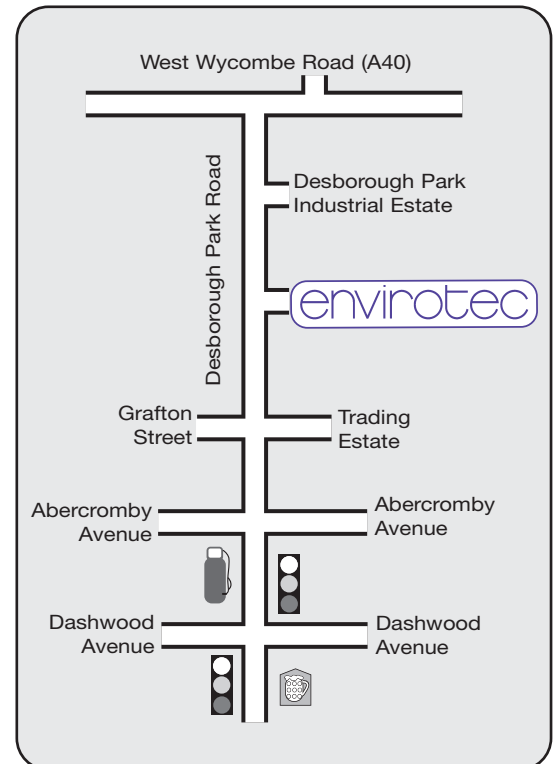 West Wycombe Road (A40)
Desborough Park Road
Desborough Park
Industrial Estate
envirotec
Grafton
Street
Trading
Estate
Abercromby
Avenue
Abercromby
Avenue
Dashwood
Avenue
Dashwood
Avenue